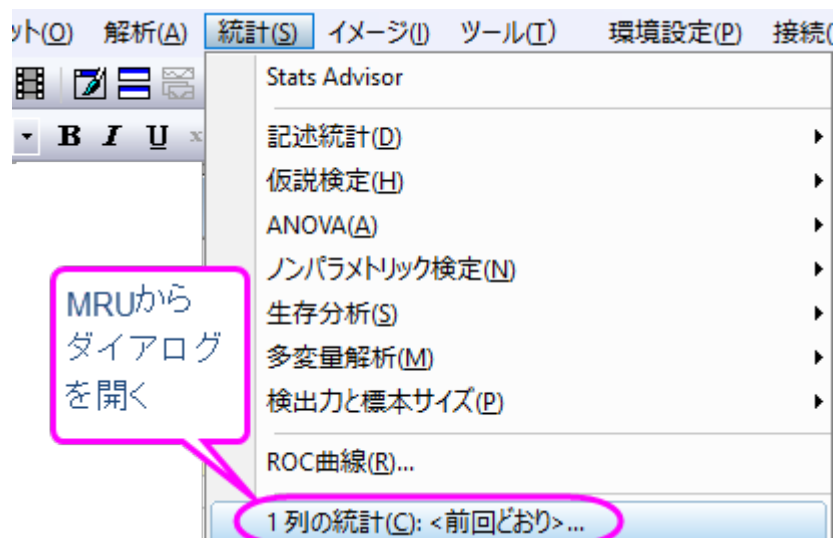 ット(O) 解析(A) 統計(S) イメージ(I) ツール(T) 環境設定(P) 接続(
B I U x
Stats Advisor
記述統計(D)
仮説検定(H)
ANOVA(A)
ノンパラメトリック検定(N)
生存分析(S)
多変量解析(M)
検出力と標本サイズ(P)
ROC曲線(R)...
1 列の統計(C): <前回どおり>...
MRUから
ダイアログ
を開く